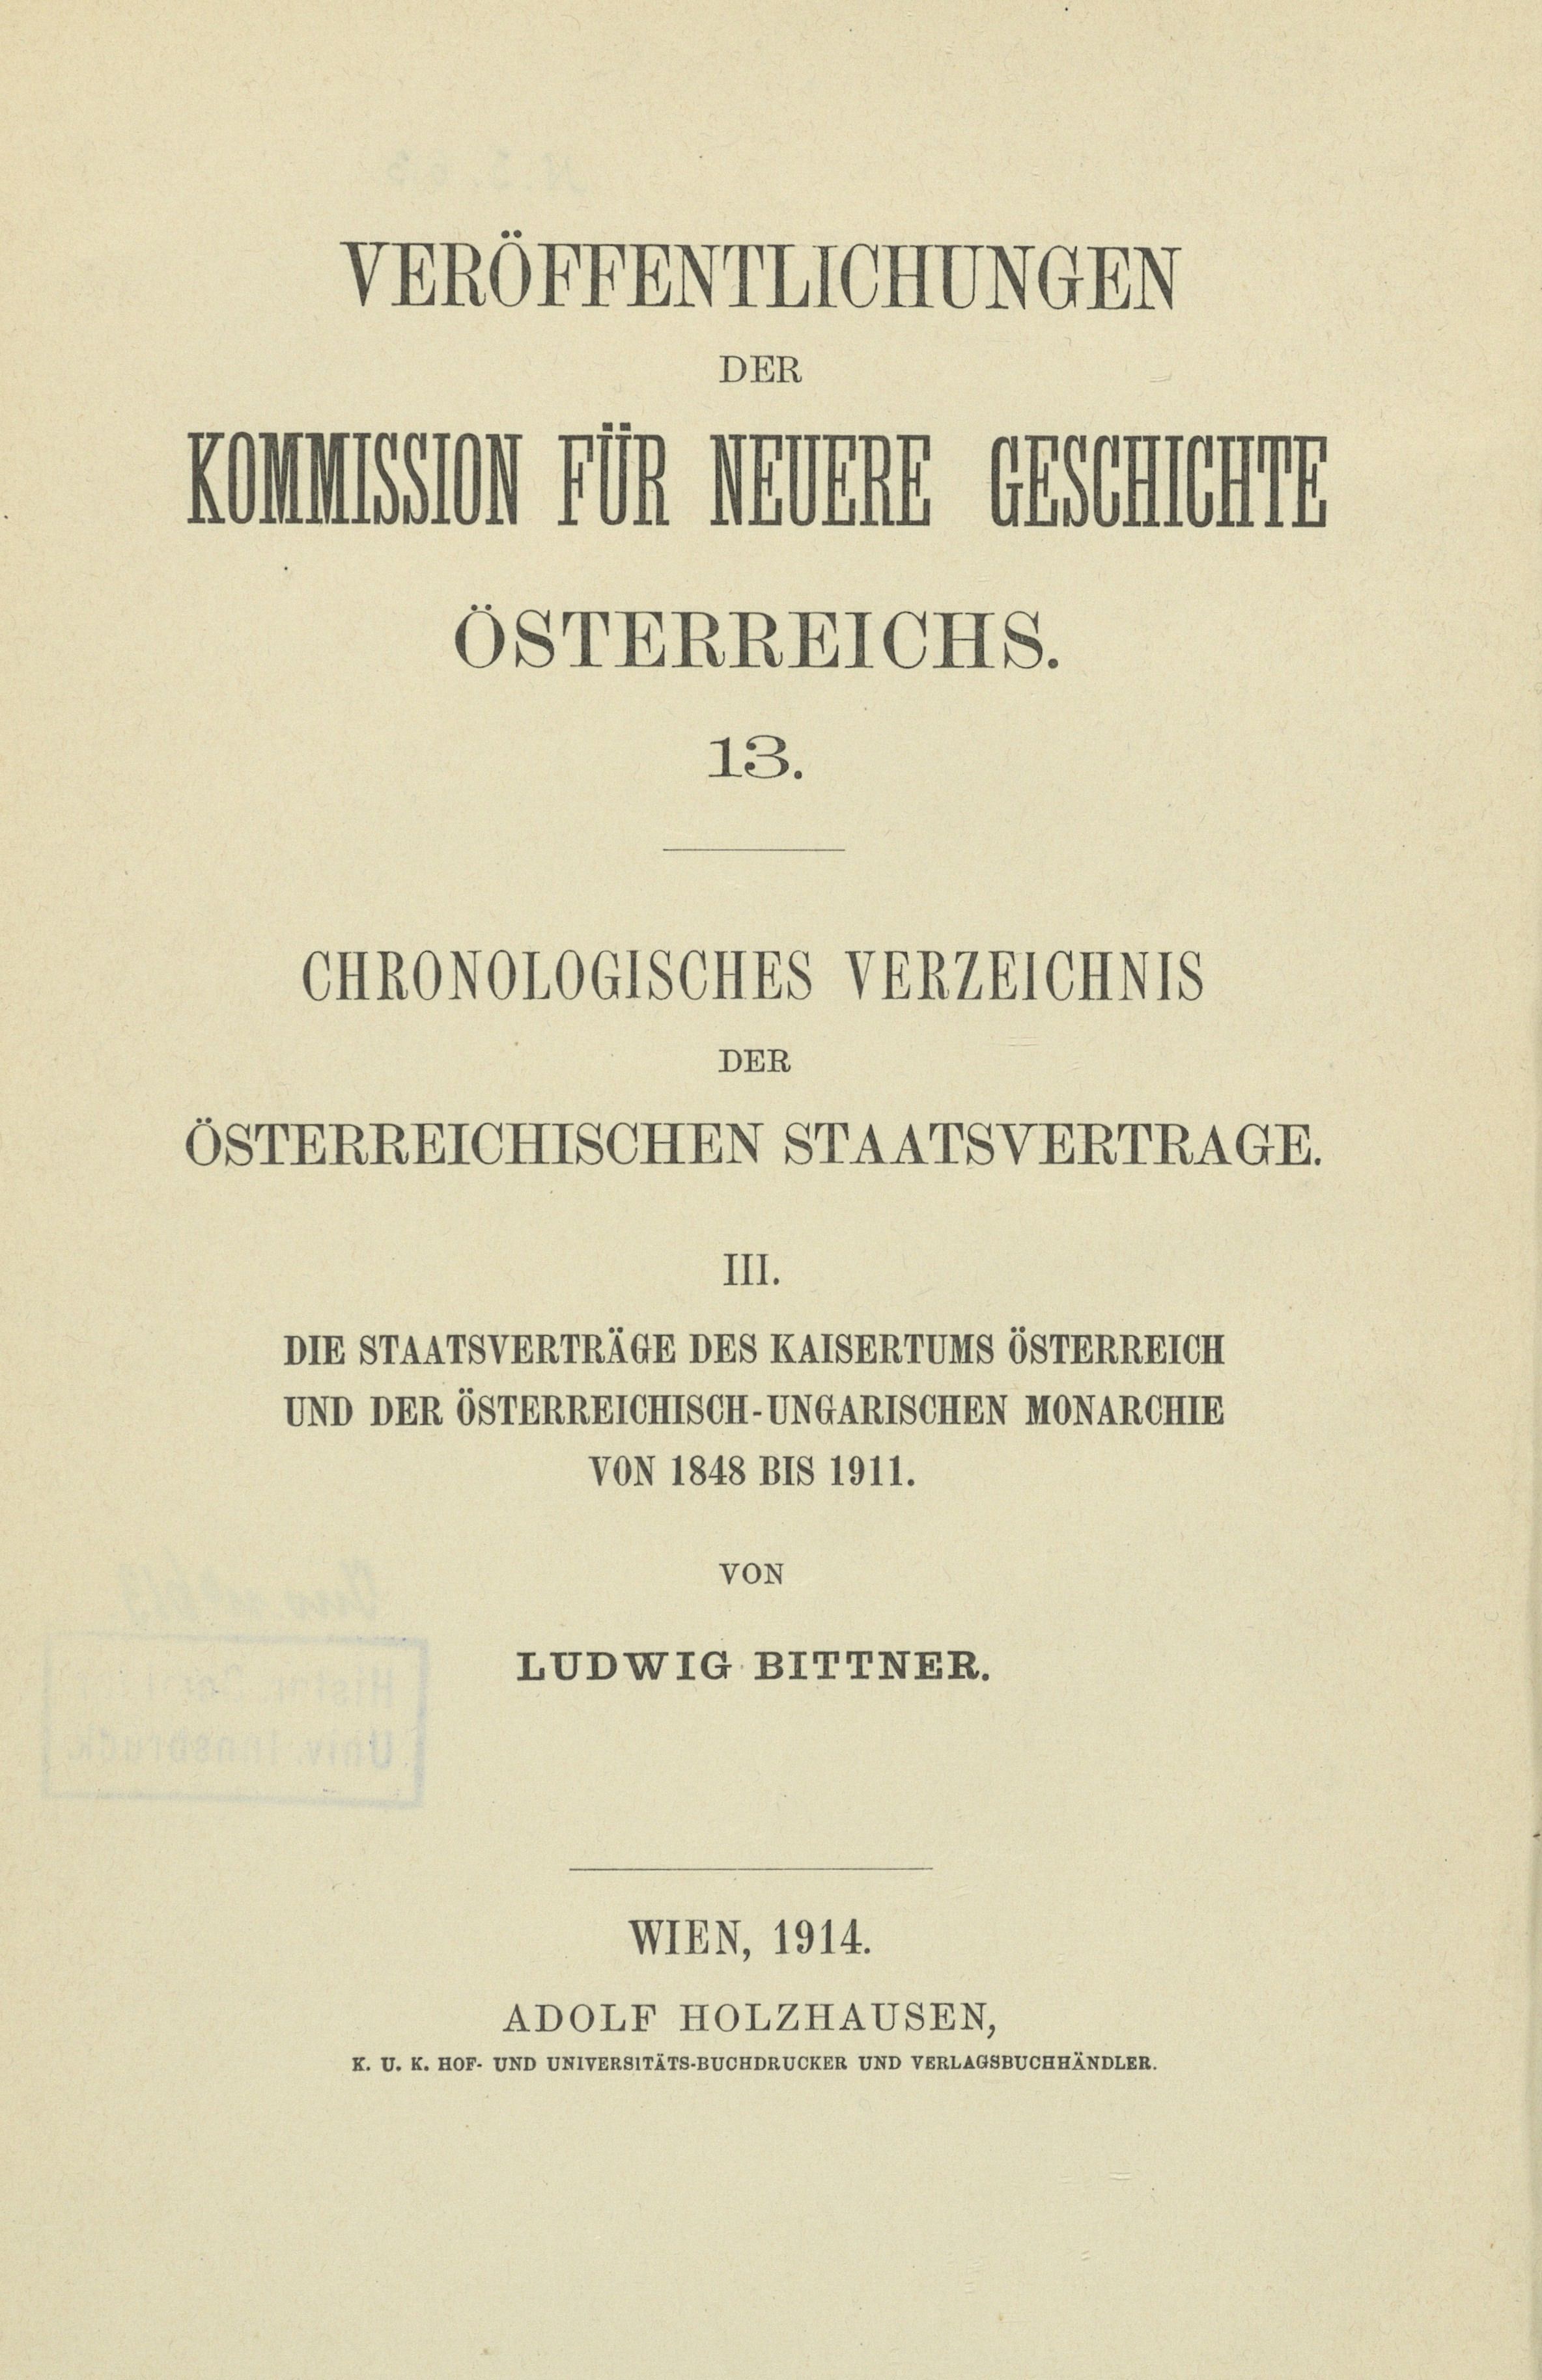 VERÖFFENTLICHUNGEN
DER
KOMMISSION FÜR NEUERE GESCHICHTE
ÖSTERREICHS.
13.
CHRONOLOGISCHES VERZEICHNIS
DER
ÖSTERREICHISCHEN STAATSVERTRAGE.
III.
DIE STAATSVERTRÄGE DES KAISERTUMS ÖSTERREICH
UND DER ÖSTERREICHISCH-UNGARISCHEN MONARCHIE
VON 1848 BIS 1911.
VON
LUDWIG BITTNER.
Univ. Innsbruck.
WIEN, 1914.
ADOLF HOLZHAUSEN,
K. U. K. HOF- UND UNIVERSITÄTS-BUCHDRUCKER UND VERLAGSBUCHHÄNDLER.